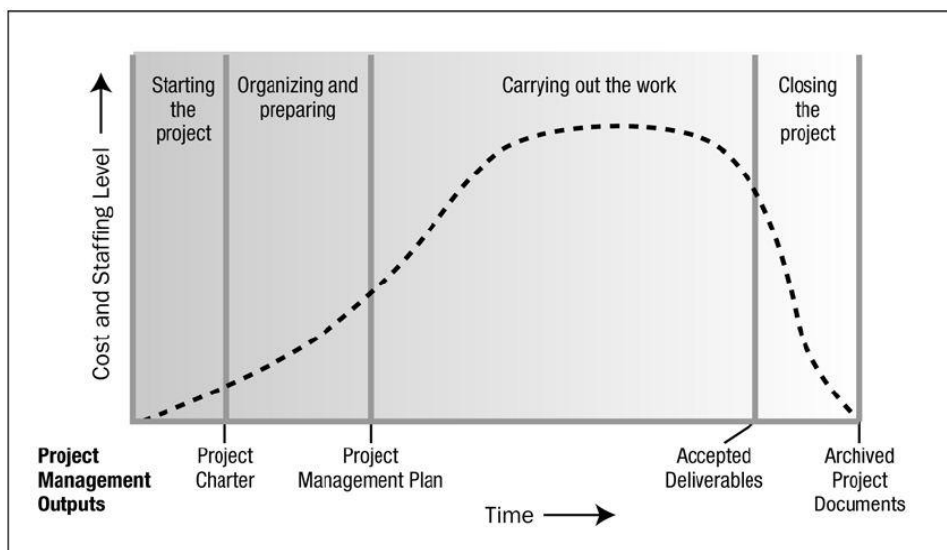 Starting
the
project
Organizing and
preparing
Carrying out the work
Closing
the
project
Cost and Staffing Level
Project
Management
Outputs
Project
Charter
Project
Management Plan
Accepted
Deliverables
Archived
Project
Documents
Time